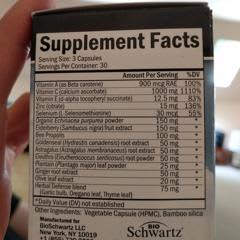 Supplement Facts
Serving Size: 3 Capsules
Servings Per Container: 30
Amount Per Serving %DV
Vitamin A (as Beta carotene) 900 mcg RAE 100%
Vitamin C (calcium ascorbate) 1000 mg 1110%
Vitamin E (d-alpha tocopheryl succinate) 12.5 mg 83%
Zinc (citrate) 15 mg 136%
Selenium (L-Selenomethionine) 30 mcg 55%
Organic Echinacea purpurea powder 150 mg *
Elderberry (Sambucus nigra) fruit extract 150 mg *
Bee Propolis 100 mg *
Goldenseal (Hydrastis canadensis) root extract 50 mg *
Astragalus (Astragalus membranaceus) root extract 50 mg *
Eleuthero (Eleutherococcus senticosus) powder 50 mg *
Plantain (Plantago major) leaf powder 25 mg *
Ginger root extract 50 mg *
Olive leaf extract 20 mg *
Herbal Defense blend 75 mg *
(Garlic bulb, Oregano leaf, Thyme leaf)
*Daily Value (DV) not established
Other Ingredients: Vegetable Capsule (HPMC), Bamboo silica
Manufactured for
BioSchwartz LLC
New York, NY 10019
BIO
Schwartz